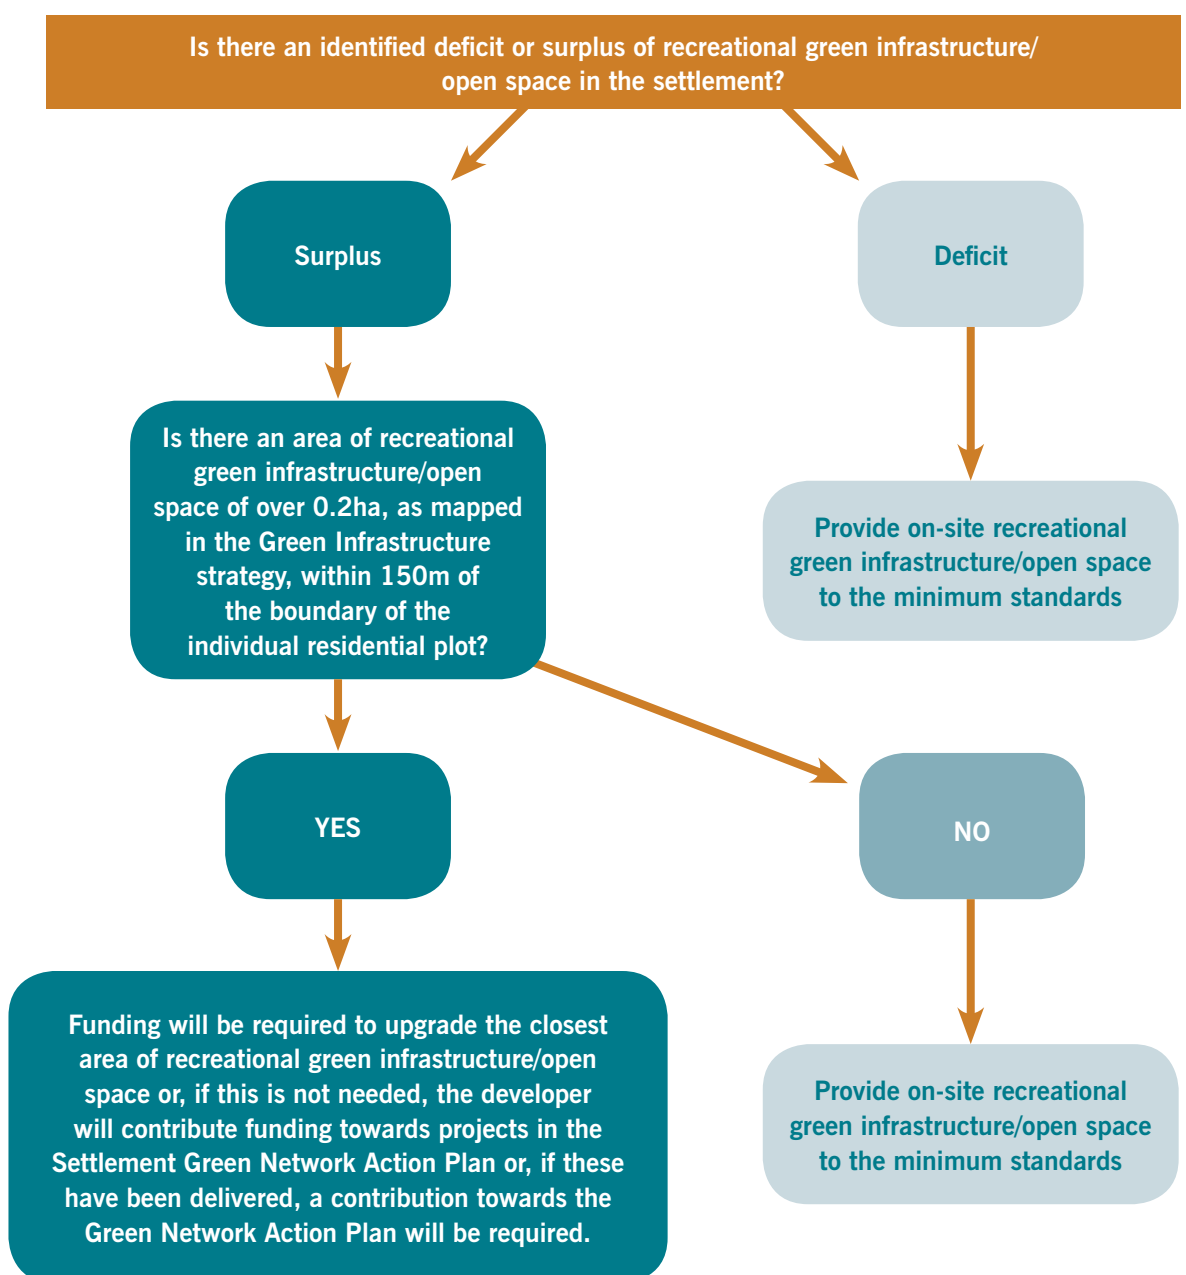 Is there an identified deficit or surplus of recreational green infrastructure/
open space in the settlement?
Surplus
Deficit
Is there an area of recreational
green infrastructure/open
space of over 0.2ha, as mapped
in the Green Infrastructure
strategy, within 150m of
the boundary of the
individual residential plot?
Provide on-site recreational
green infrastructure/open space
to the minimum standards
YES
NO
Funding will be required to upgrade the closest
area of recreational green infrastructure/open
space or, if this is not needed, the developer
will contribute funding towards projects in the
Settlement Green Network Action Plan or, if these
have been delivered, a contribution towards the
Green Network Action Plan will be required.
Provide on-site recreational
green infrastructure/open space
to the minimum standards